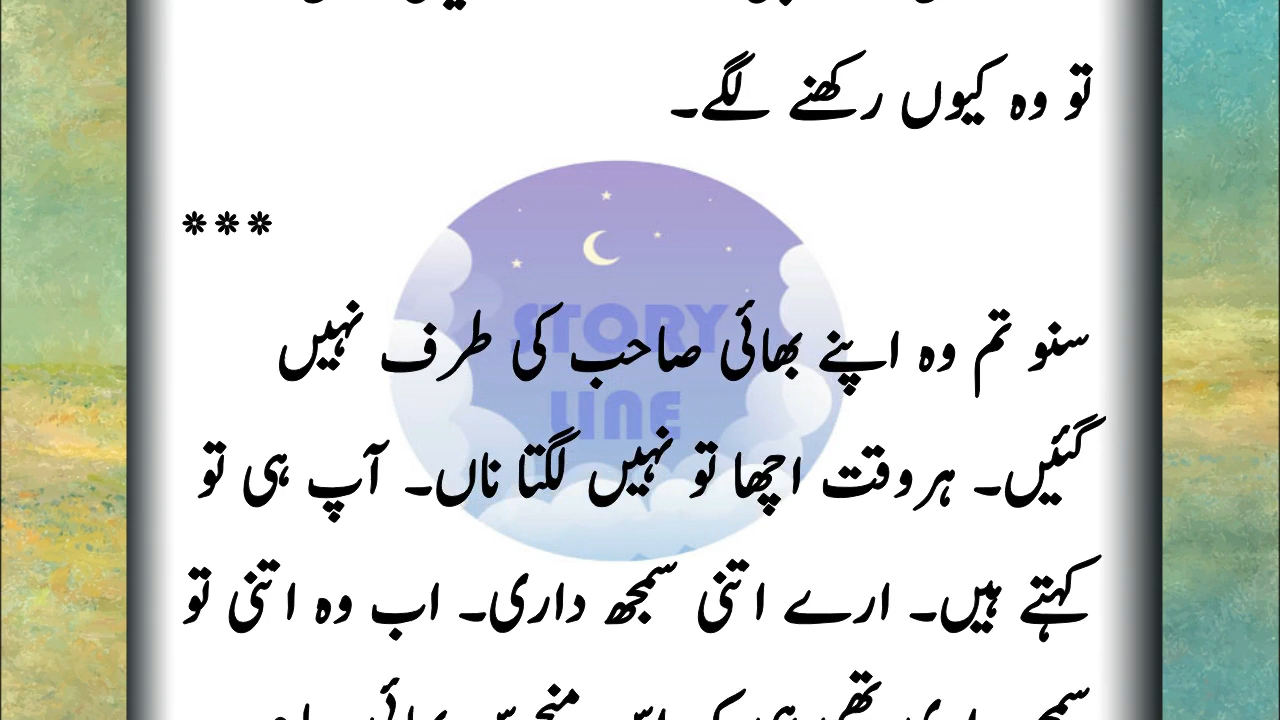 تو وہ کیوں رکھنے لگے۔
***
سنو تم وہ اپنے بھائی صاحب کی طرف نہیں
گئیں۔ ہر وقت اچھا تو نہیں لگتا ناں۔ آپ ہی تو
کہتے ہیں۔ ارے اتنی سمجھ داری۔ اب وہ اتنی تو
STORY
LINE